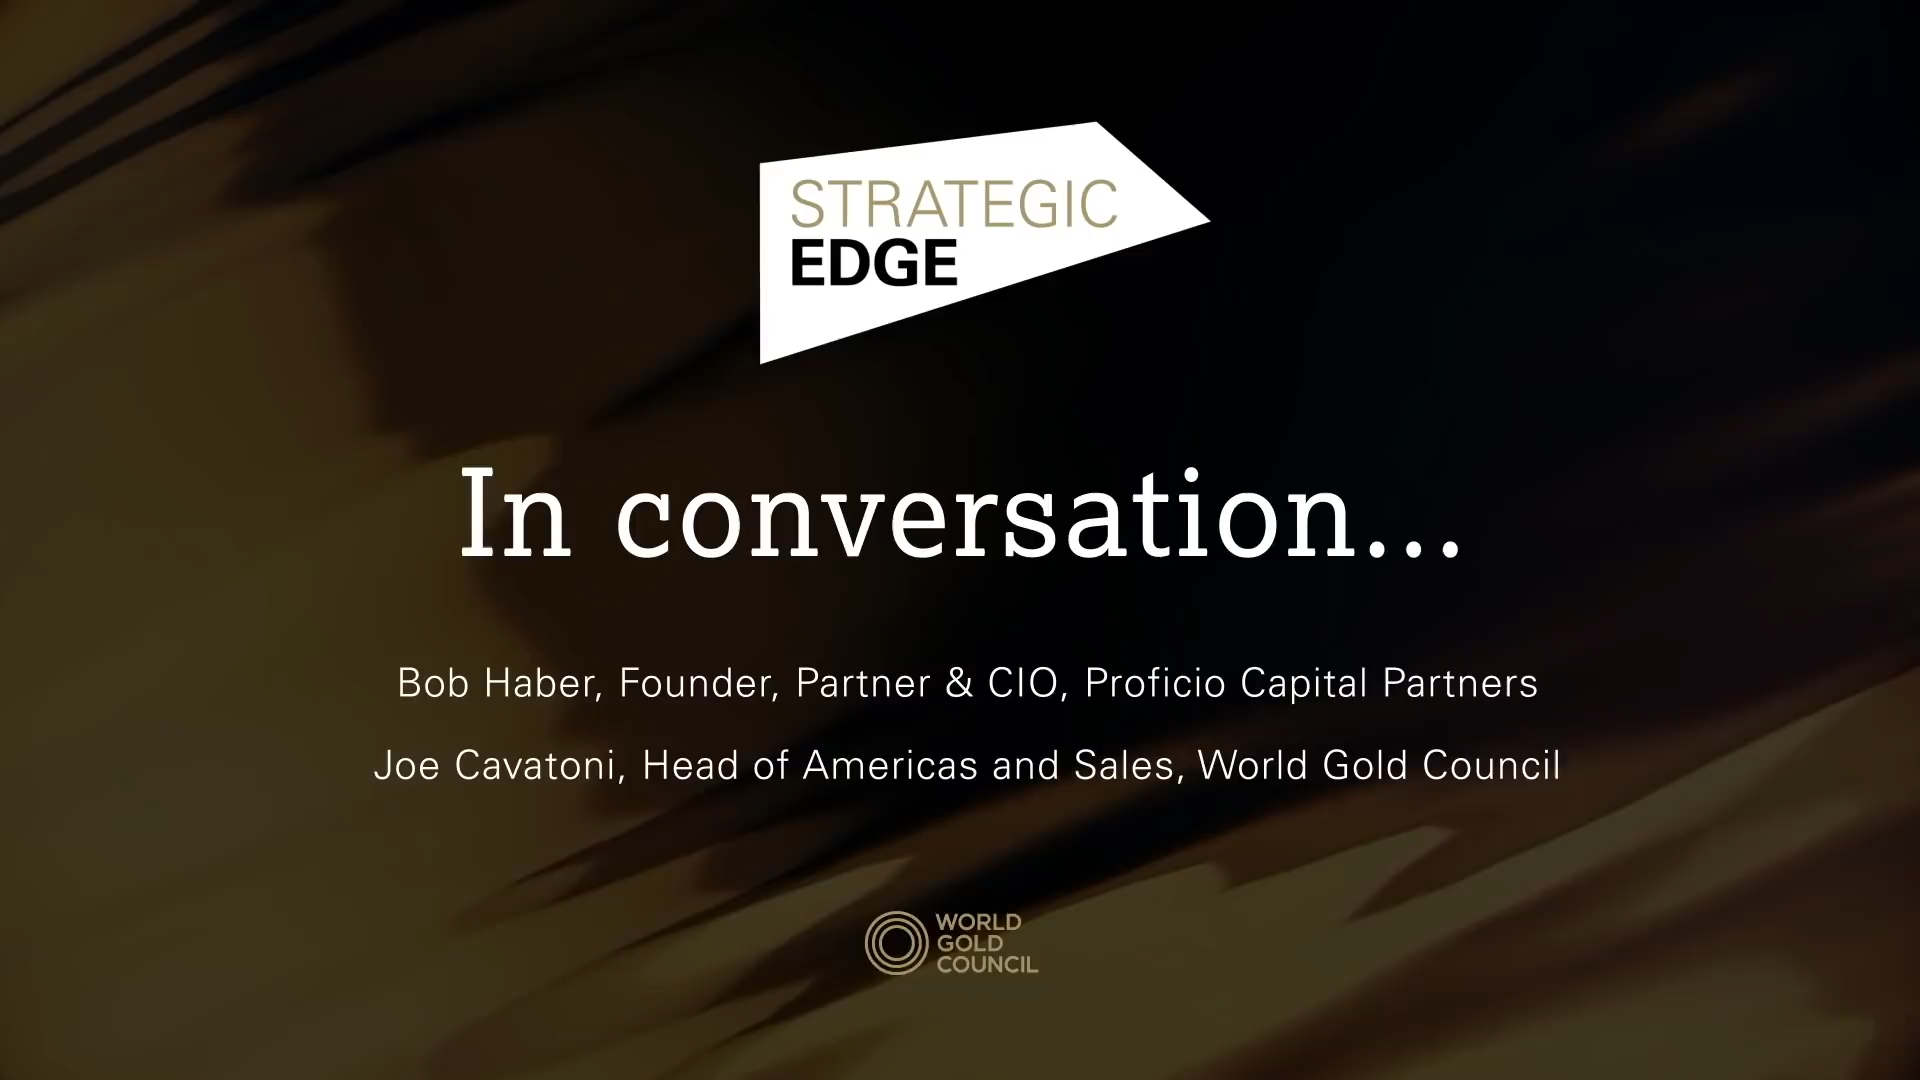 STRATEGIC
EDGE
In conversation...
Bob Haber, Founder, Partner & CIO, Proficio Capital Partners
Joe Cavatoni, Head of Americas and Sales, World Gold Council
WORLD
GOLD
COUNCIL